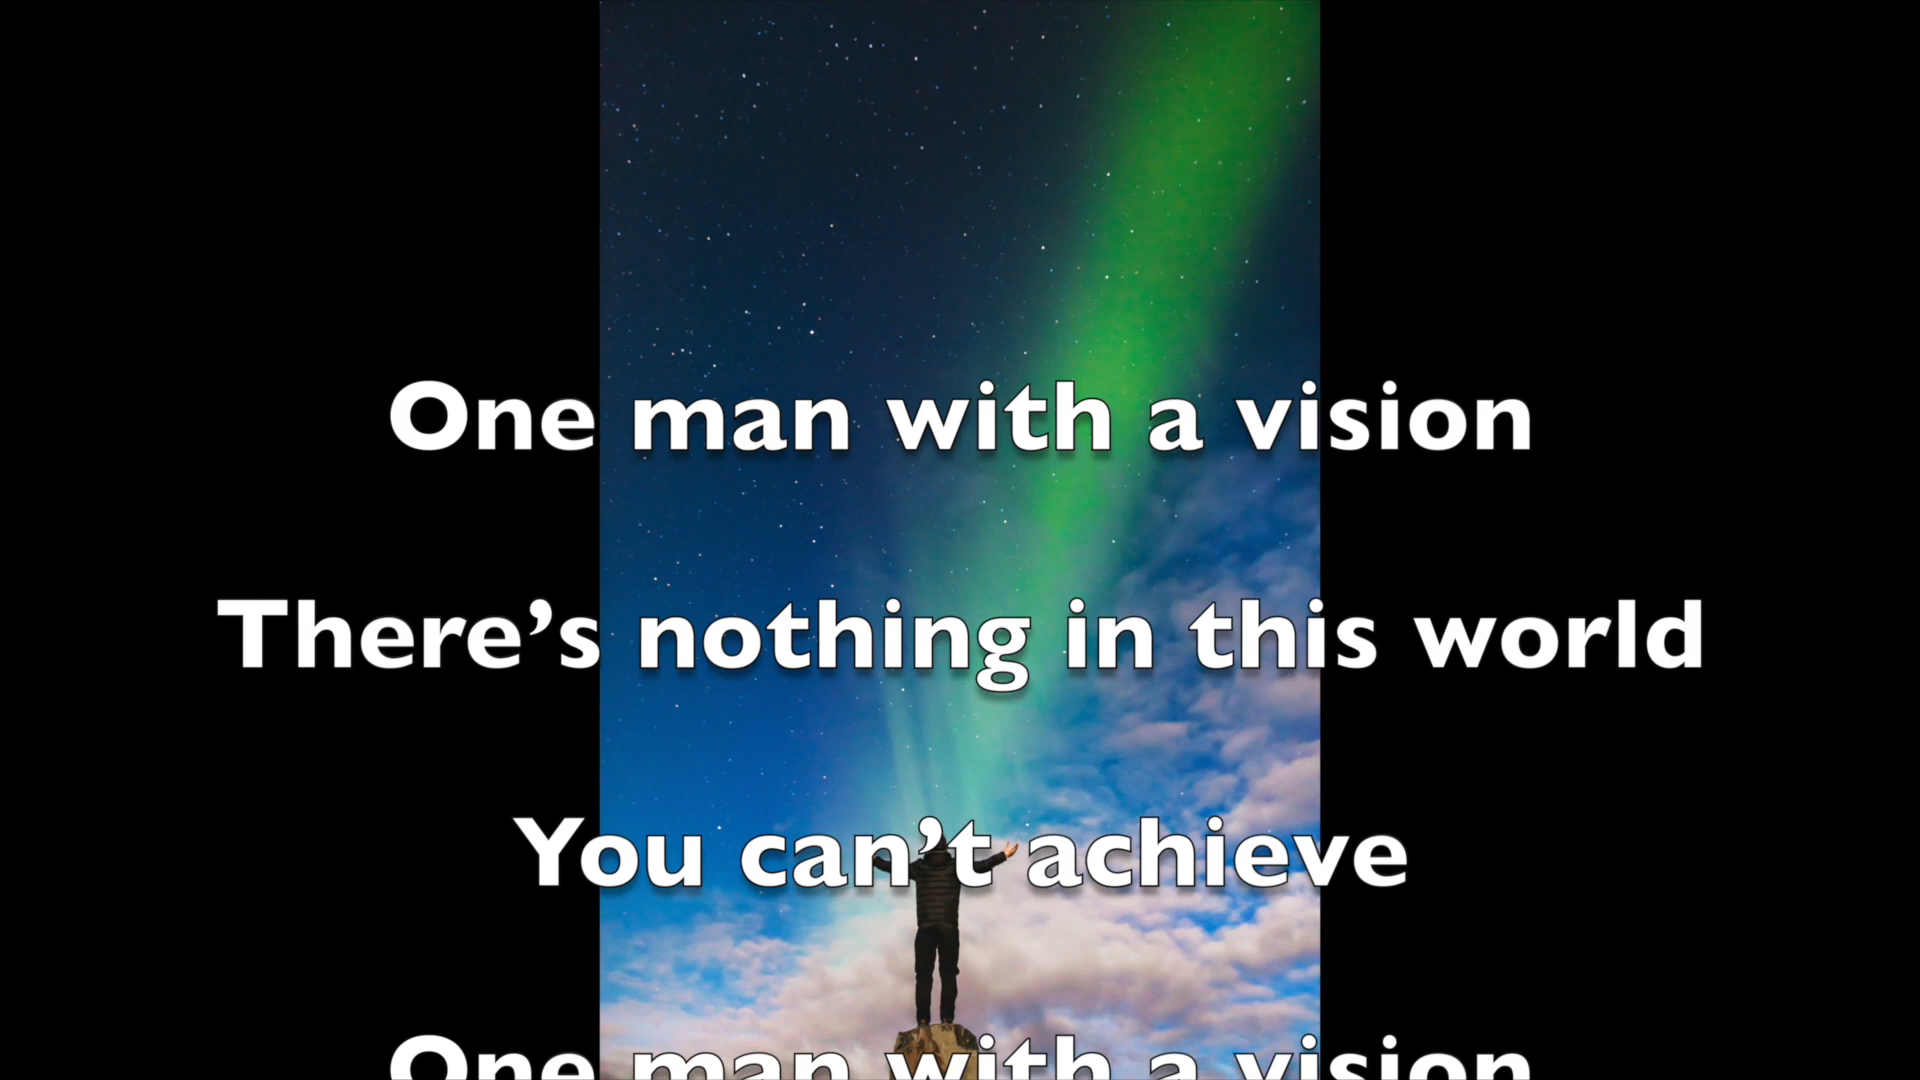 One man with a vision
There’s nothing in this world
You can’t achieve
One man with a vision